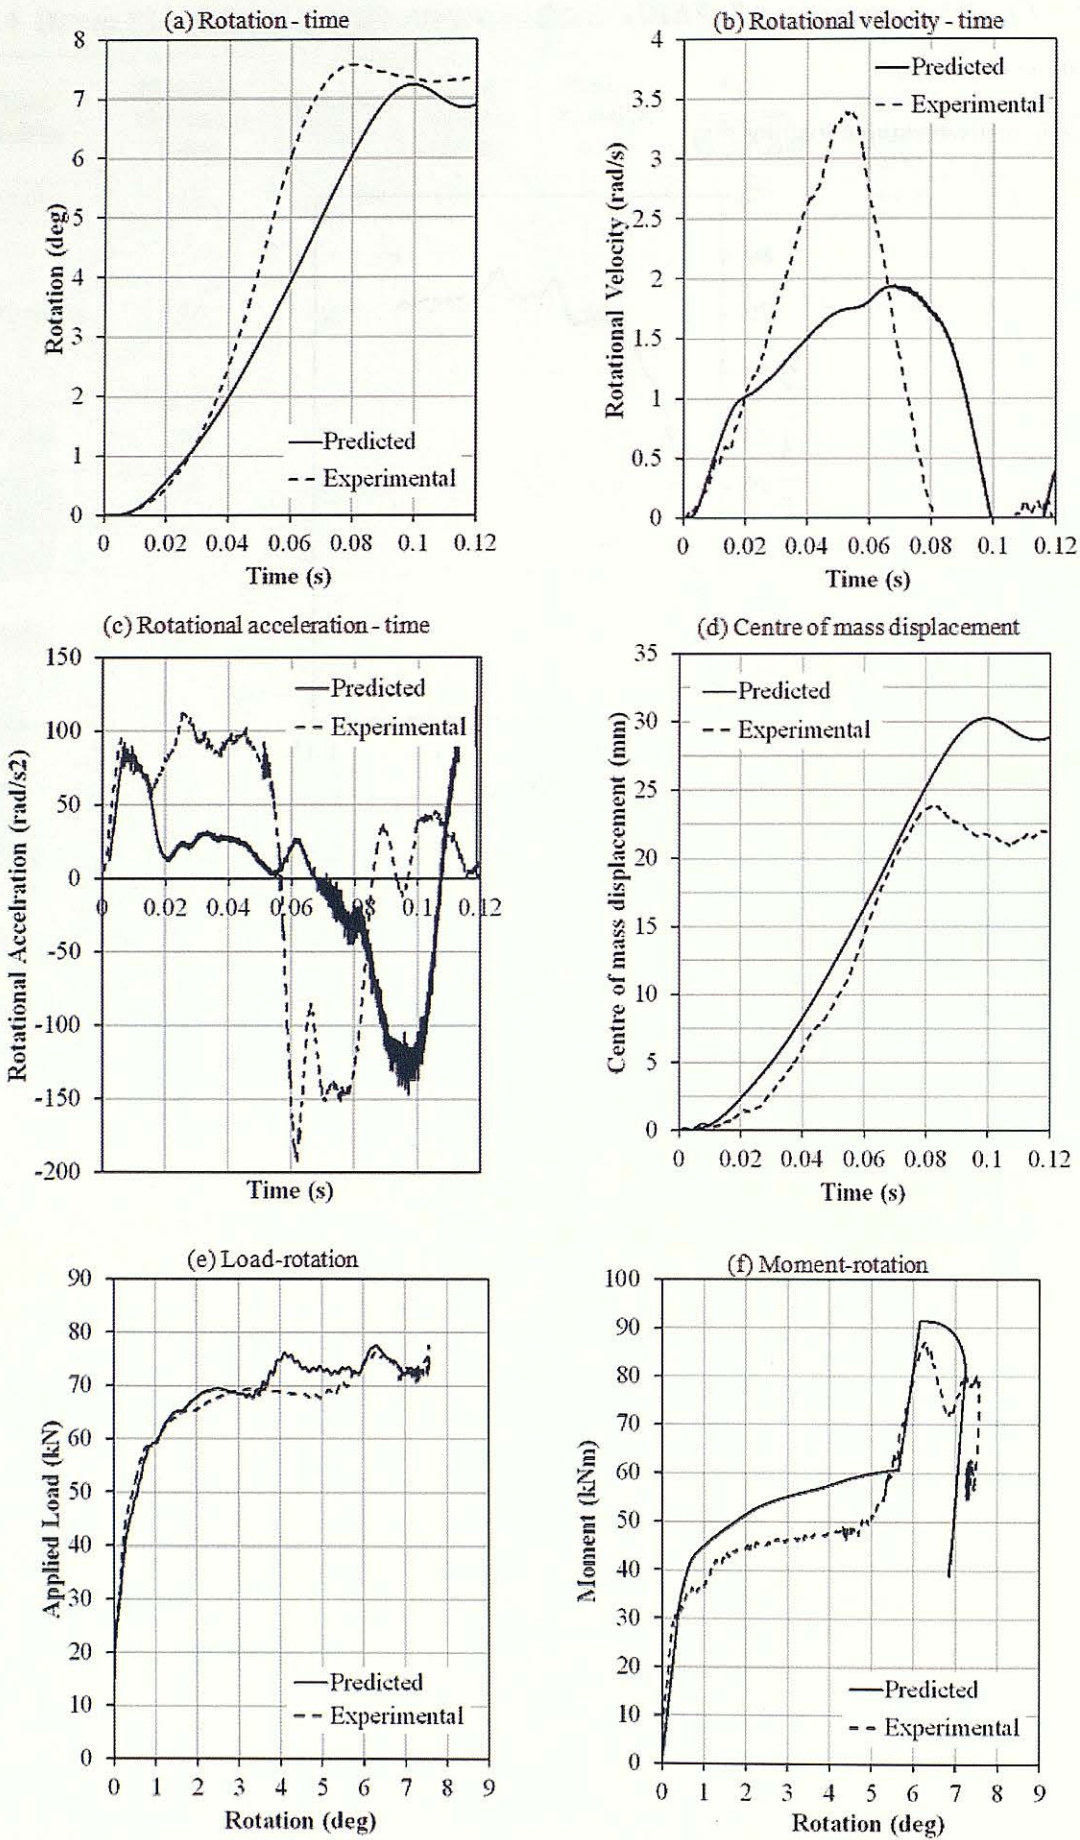 (a) Rotation - time
8
7
6
5
4
3
2
1
0
Rotation (deg)
Predicted
Experimental
0 0.02 0.04 0.06 0.08 0.1 0.12
Time (s)
(b) Rotational velocity - time
4
3.5
3
2.5
2
1.5
1
0.5
0
Rotational Velocity (rad/s)
Predicted
Experimental
0 0.02 0.04 0.06 0.08 0.1 0.12
Time (s)
(c) Rotational acceleration - time
150
100
50
0
-50
-100
-150
-200
Rotational Accelration (rad/s2)
Predicted
Experimental
0 0.02 0.04 0.06 0.08 0.1 0.12
Time (s)
(d) Centre of mass displacement
35
30
25
20
15
10
5
0
Centre of mass displacement (mm)
Predicted
Experimental
0 0.02 0.04 0.06 0.08 0.1 0.12
Time (s)
(e) Load-rotation
90
80
70
60
50
40
30
20
10
0
Applied Load (kN)
Predicted
Experimental
0 1 2 3 4 5 6 7 8 9
Rotation (deg)
(f) Moment-rotation
100
90
80
70
60
50
40
30
20
10
0
Moment (kNm)
Predicted
Experimental
0 1 2 3 4 5 6 7 8 9
Rotation (deg)